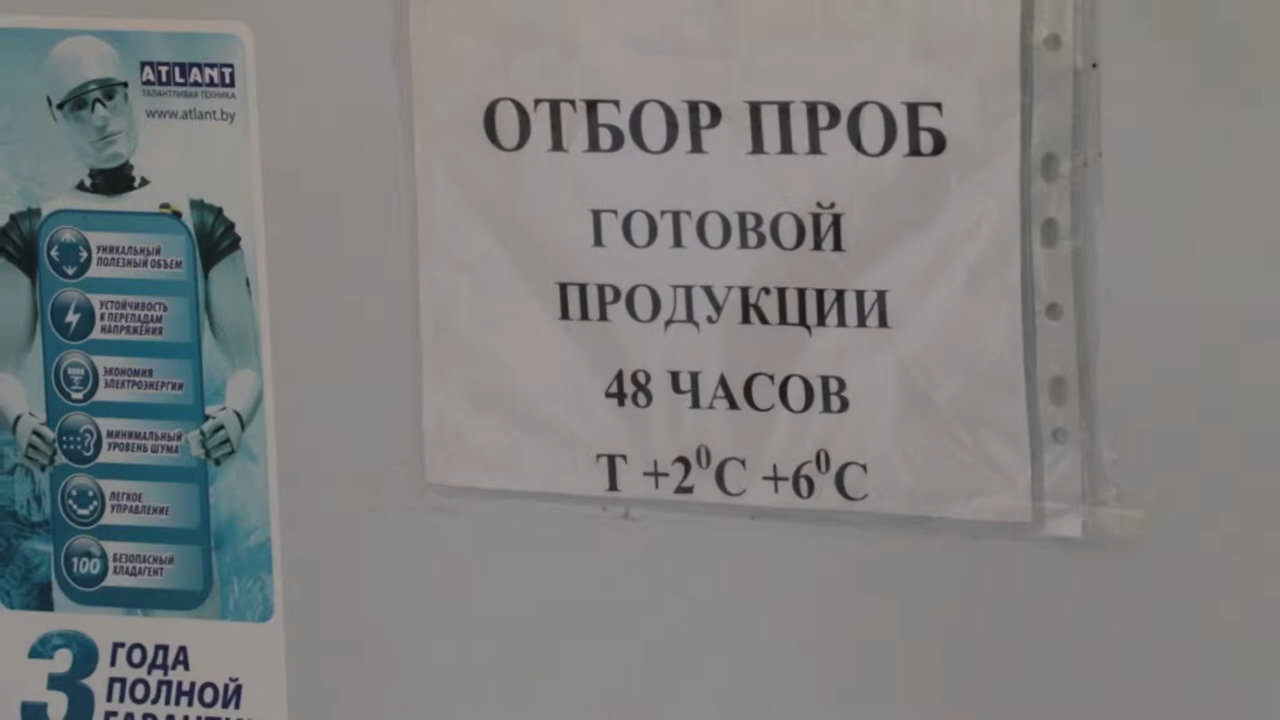 ATLANT
ТАЛАНТЛИВАЯ ТЕХНИКА
www.atlant.by
УНИКАЛЬНЫЙ
ПОЛЕЗНЫЙ ОБЪЕМ
УСТОЙЧИВОСТЬ
К ПЕРЕПАДАМ
НАПРЯЖЕНИЯ
ЭКОНОМИЯ
ЭЛЕКТРОЭНЕРГИИ
МИНИМАЛЬНЫЙ
УРОВЕНЬ ШУМА
ЛЕГКОЕ
УПРАВЛЕНИЕ
100 БЕЗОПАСНЫЙ
ХЛАДАГЕНТ
3 ГОДА
ПОЛНОЙ
ОТБОР ПРОБ
ГОТОВОЙ
ПРОДУКЦИИ
48 ЧАСОВ
Т +2⁰С +6⁰С